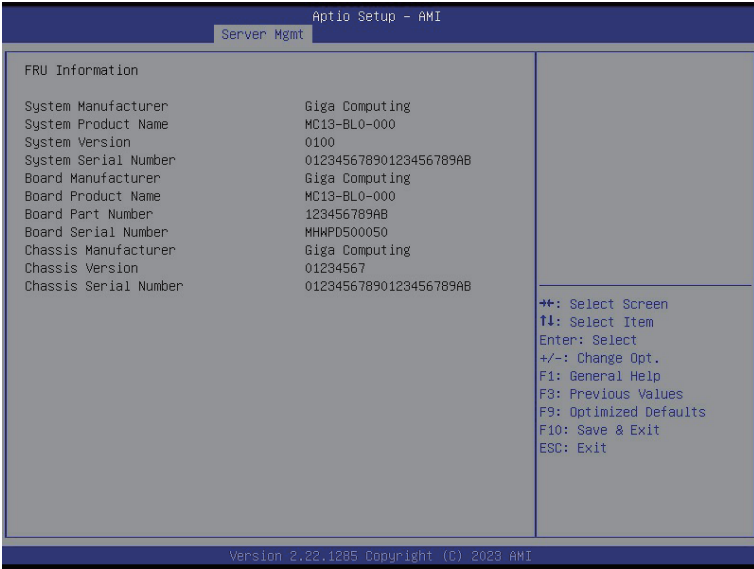 Aptio Setup – AMI
Server Mgmt
FRU Information
System Manufacturer Giga Computing
System Product Name MC13-BL0-000
System Version 0100
System Serial Number 01234567890123456789AB
Board Manufacturer Giga Computing
Board Product Name MC13-BL0-000
Board Part Number 123456789AB
Board Serial Number MHWPD500050
Chassis Manufacturer Giga Computing
Chassis Version 01234567
Chassis Serial Number 01234567890123456789AB
→←: Select Screen
↑↓: Select Item
Enter: Select
+/-: Change Opt.
F1: General Help
F3: Previous Values
F9: Optimized Defaults
F10: Save & Exit
ESC: Exit
Version 2.22.1285 Copyright (C) 2023 AMI